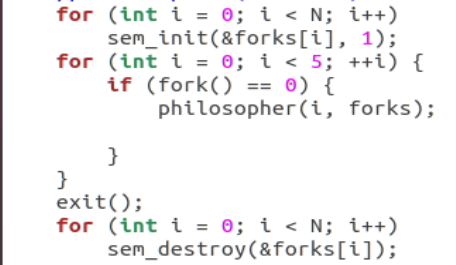 for (int i = 0; i < N; i++)
sem_init(&forks[i], 1);
for (int i = 0; i < 5; ++i) {
if (fork() == 0) {
philosopher(i, forks);
}
}
exit();
for (int i = 0; i < N; i++)
sem_destroy(&forks[i]);